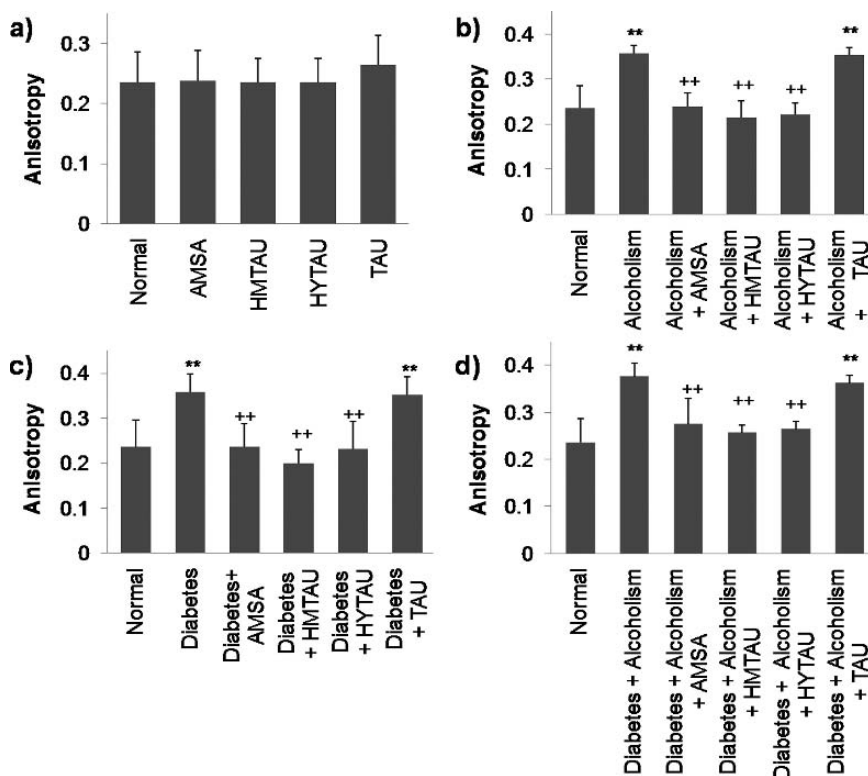 a)
Anisotropy
0.3
0.2
0.1
0
Normal
AMSA
HMTAU
HYTAU
TAU
b)
Anisotropy
0.4
0.3
0.2
0.1
0
**
++
++
++
**
Normal
Alcoholism
Alcoholism
+ AMSA
Alcoholism
+ HMTAU
Alcoholism
+ HYTAU
Alcoholism
+ TAU
c)
Anisotropy
0.4
0.3
0.2
0.1
0
**
++
++
++
**
Normal
Diabetes
Diabetes+
AMSA
Diabetes
+ HMTAU
Diabetes
+ HYTAU
Diabetes
+ TAU
d)
Anisotropy
0.4
0.3
0.2
0.1
0
**
++
++
++
**
Normal
Diabetes + Alcoholism
Diabetes + Alcoholism
+ AMSA
Diabetes + Alcoholism
+ HMTAU
Diabetes + Alcoholism
+ HYTAU
Diabetes + Alcoholism
+ TAU